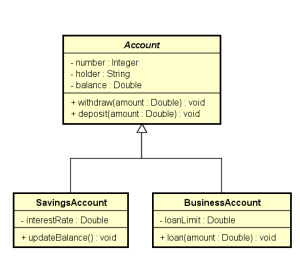 Account
- number : Integer
- holder : String
- balance : Double
+ withdraw(amount : Double) : void
+ deposit(amount : Double) : void
SavingsAccount
- interestRate : Double
+ updateBalance() : void
BusinessAccount
- loanLimit : Double
+ loan(amount : Double) : void